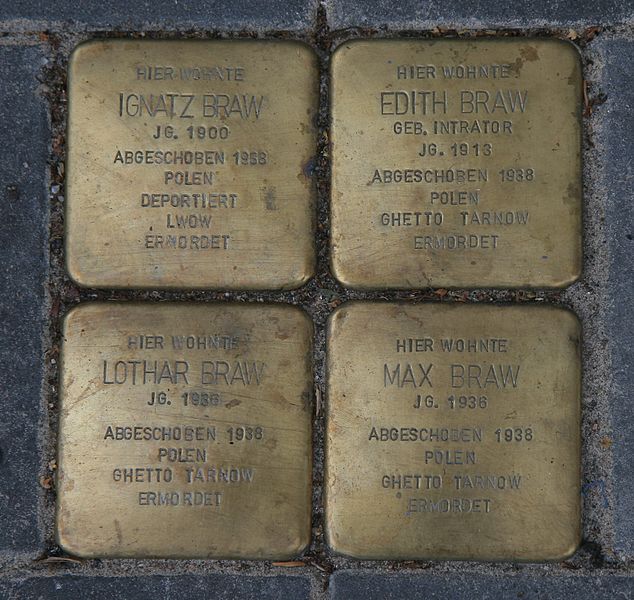 HIER WOHNTE
IGNATZ BRAW
JG. 1900
ABGESCHOBEN 1938
POLEN
DEPORTIERT
LWOW
ERMORDET
HIER WOHNTE
EDITH BRAW
GEB. INTRATOR
JG. 1913
ABGESCHOBEN 1938
POLEN
GHETTO TARNOW
ERMORDET
HIER WOHNTE
LOTHAR BRAW
JG. 1936
ABGESCHOBEN 1938
POLEN
GHETTO TARNOW
ERMORDET
HIER WOHNTE
MAX BRAW
JG. 1936
ABGESCHOBEN 1938
POLEN
GHETTO TARNOW
ERMORDET